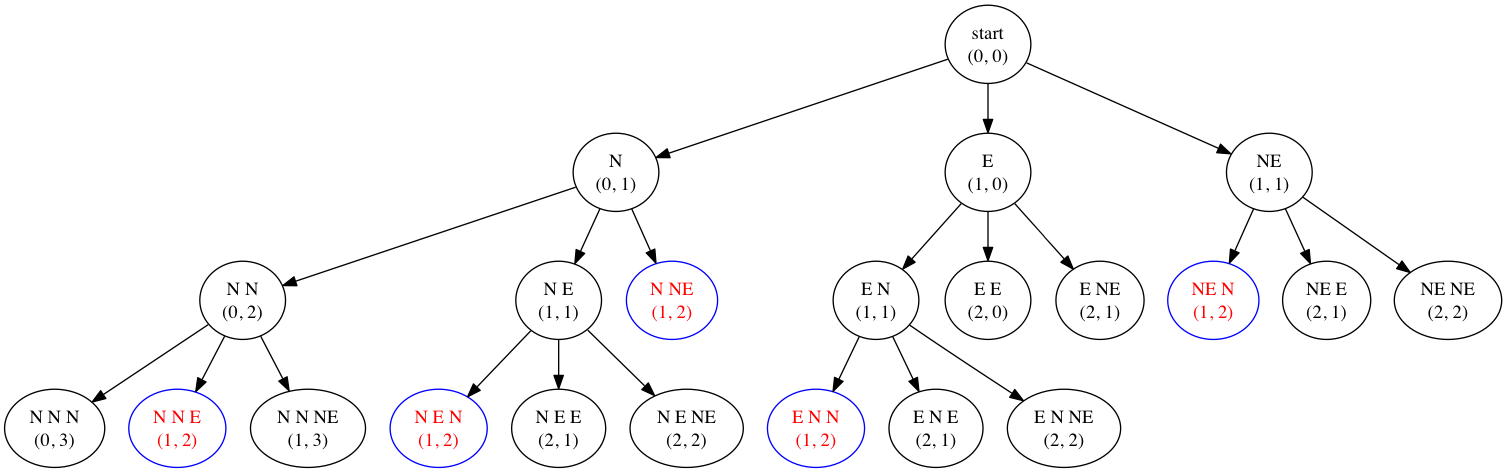 start
(0, 0)
N
(0, 1)
E
(1, 0)
NE
(1, 1)
N N
(0, 2)
N E
(1, 1)
N NE
(1, 2)
E N
(1, 1)
E E
(2, 0)
E NE
(2, 1)
NE N
(1, 2)
NE E
(2, 1)
NE NE
(2, 2)
N N N
(0, 3)
N N E
(1, 2)
N N NE
(1, 3)
N E N
(1, 2)
N E E
(2, 1)
N E NE
(2, 2)
E N N
(1, 2)
E N E
(2, 1)
E N NE
(2, 2)